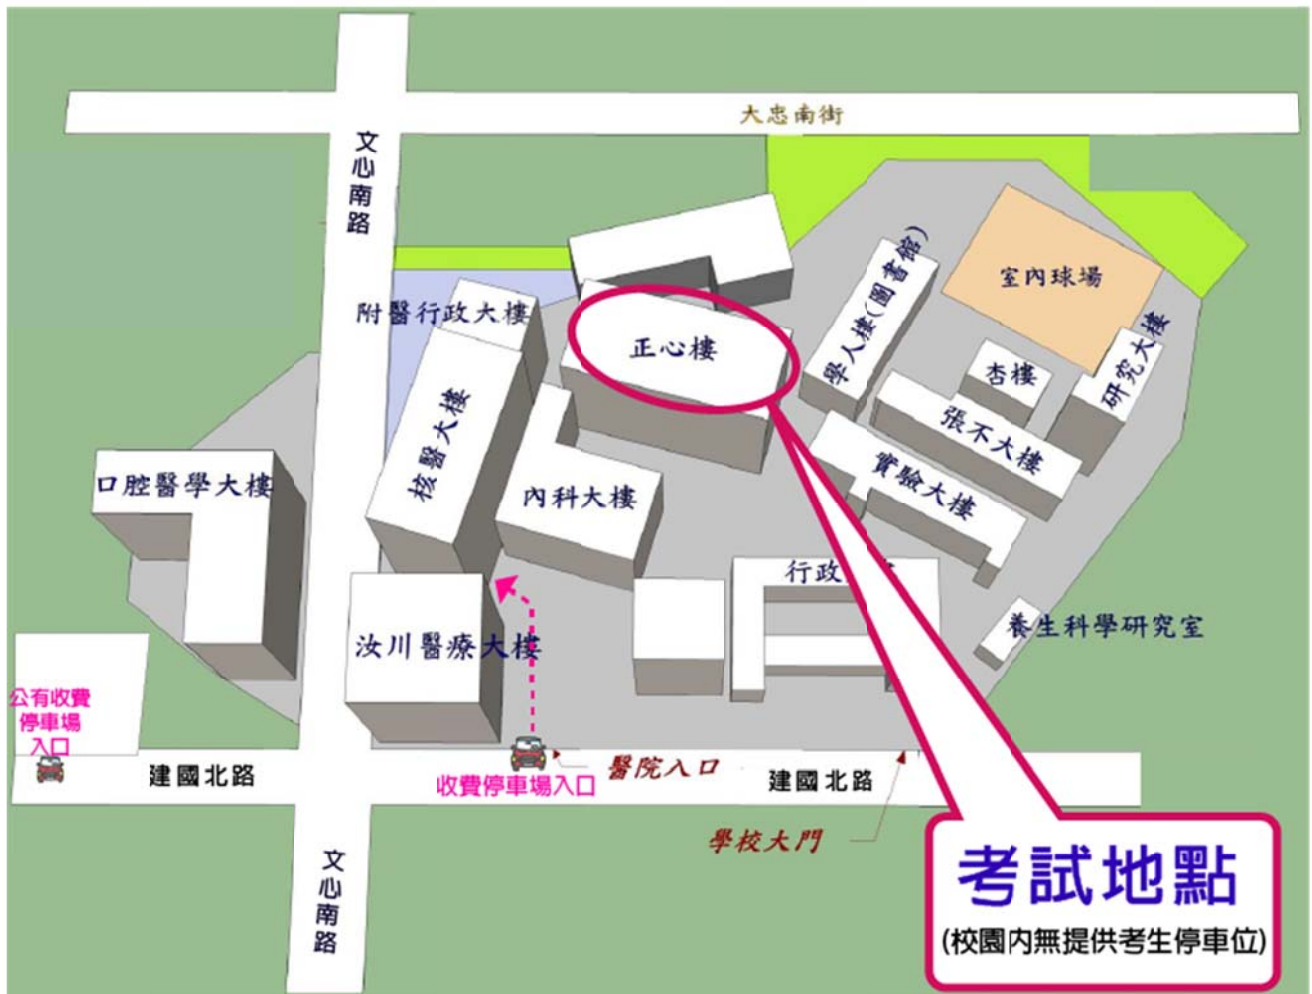 大忠南街
文心南路
學人樓(圖書館)
室內球場
附醫行政大樓
正心樓
杏樓
研究大樓
張不大樓
核醫大樓
實驗大樓
口腔醫學大樓
內科大樓
行政
養生科學研究室
汝川醫療大樓
公有收費
停車場
入口
建國北路
收費停車場入口
醫院入口
建國北路
學校大門
文心南路
考試地點
(校園內無提供考生停車位)